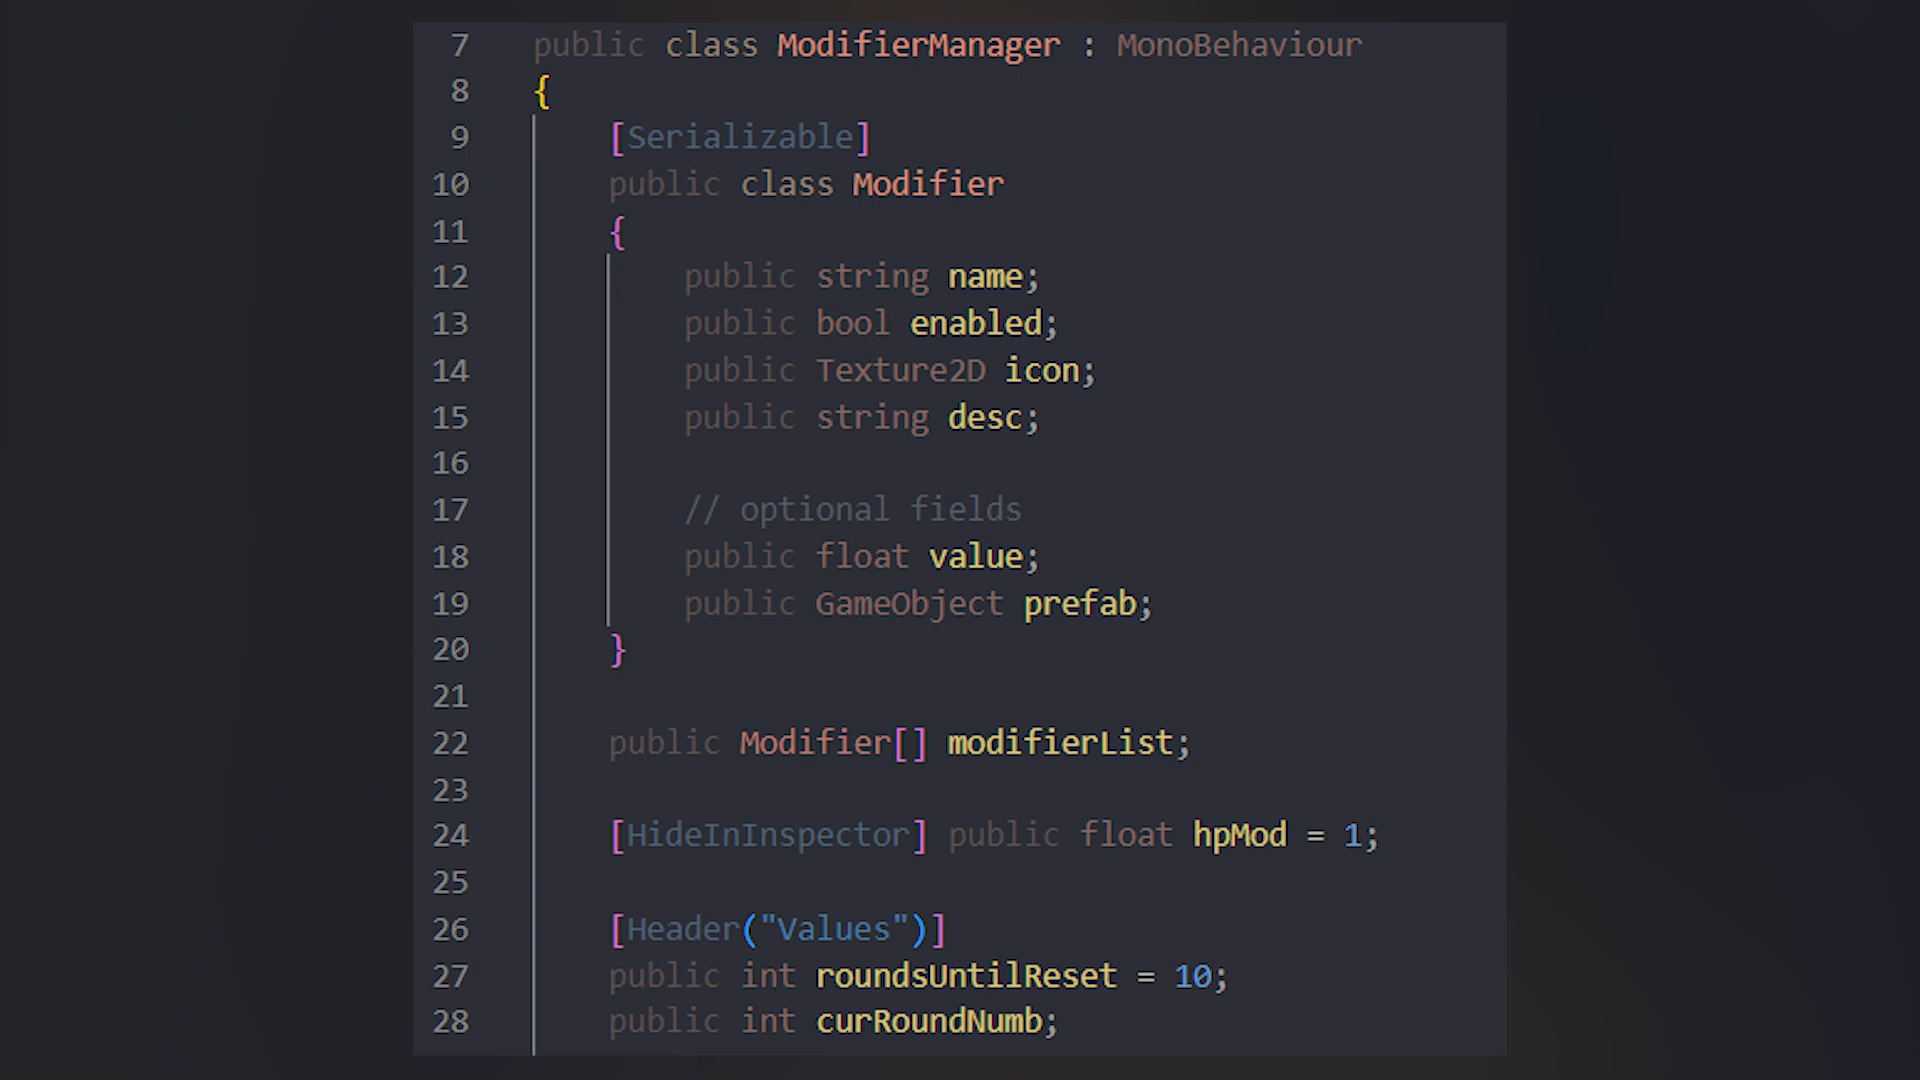 7 public class ModifierManager : MonoBehaviour
8 {
9 [Serializable]
10 public class Modifier
11 {
12 public string name;
13 public bool enabled;
14 public Texture2D icon;
15 public string desc;
16
17 // optional fields
18 public float value;
19 public GameObject prefab;
20 }
21
22 public Modifier[] modifierList;
23
24 [HideInInspector] public float hpMod = 1;
25
26 [Header("Values")]
27 public int roundsUntilReset = 10;
28 public int curRoundNumb;